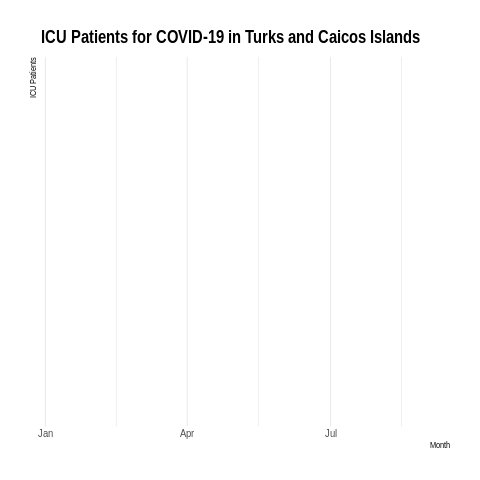 ICU Patients for COVID-19 in Turks and Caicos Islands
ICU Patients
Jan
Apr
Jul
Month